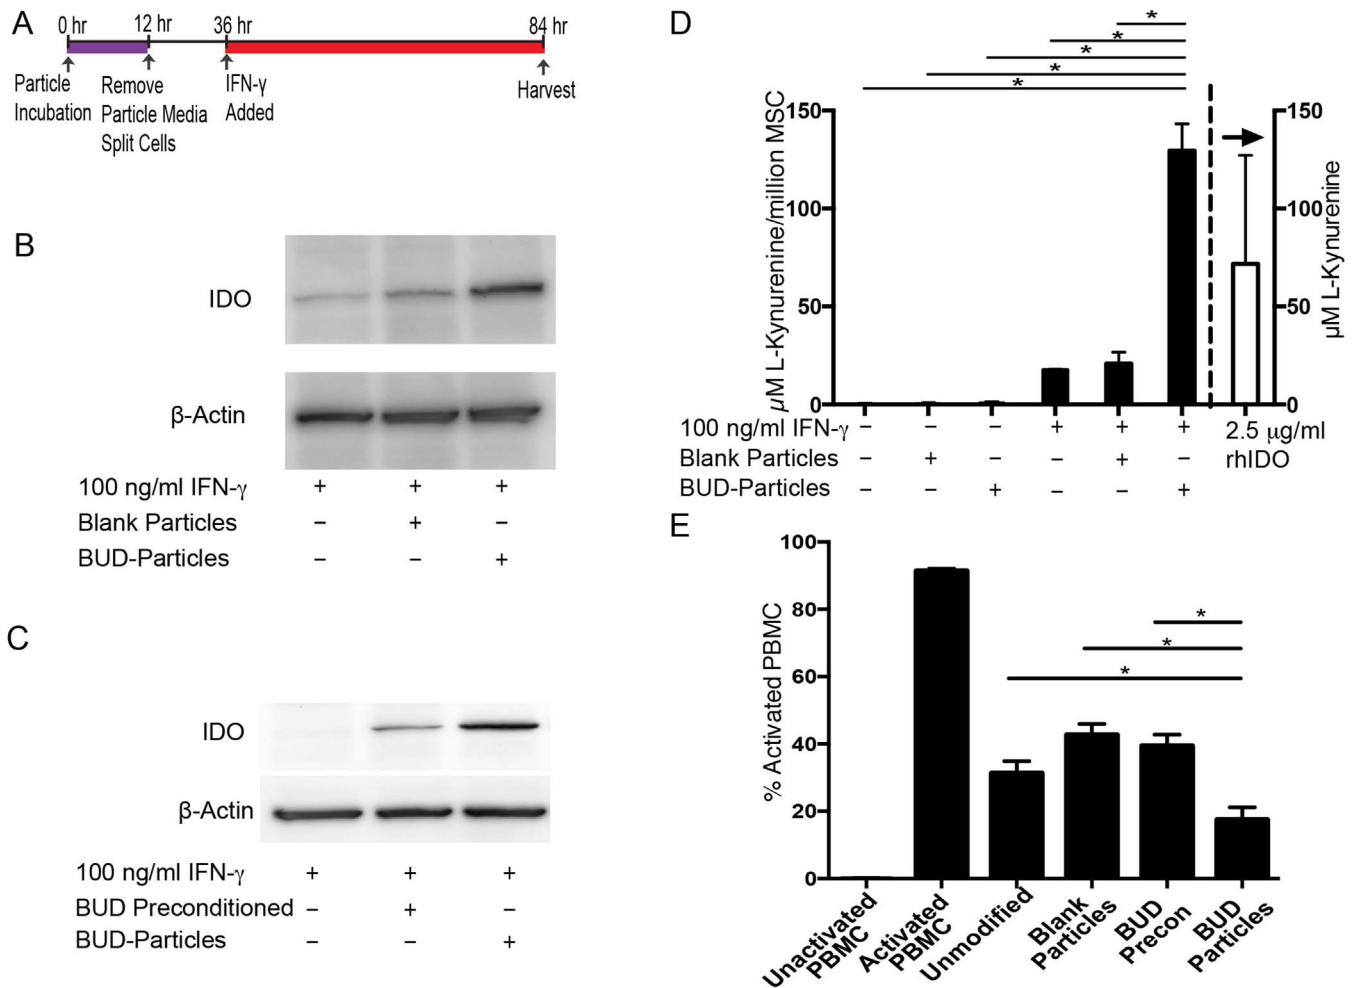 A
0 hr 12 hr 36 hr 84 hr
Particle
Incubation
Remove
Particle Media
Split Cells
IFN-γ
Added
Harvest
B
IDO
β-Actin
100 ng/ml IFN-γ + + +
Blank Particles – + –
BUD-Particles – – +
C
IDO
β-Actin
100 ng/ml IFN-γ + + +
BUD Preconditioned – + –
BUD-Particles – – +
D
*
*
*
*
*
µM L-Kynurenine/million MSC
150
100
50
0
150
100
50
0
µM L-Kynurenine
100 ng/ml IFN-γ – – – + + +
Blank Particles – + – – + –
BUD-Particles – – + – – +
2.5 µg/ml
rhIDO
E
% Activated PBMC
100
80
60
40
20
0
*
*
*
Unactivated
PBMC
Activated
PBMC
Unmodified
Blank
Particles
BUD
Precon
BUD
Particles